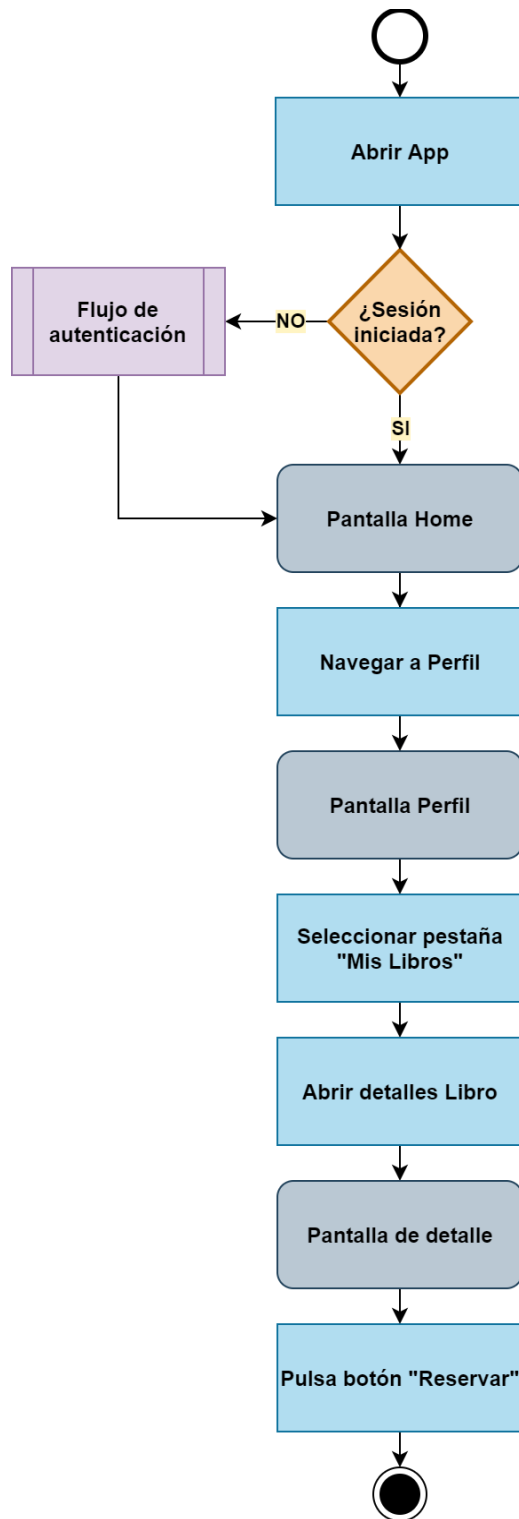 Abrir App
¿Sesión
iniciada?
NO
Flujo de
autenticación
SI
Pantalla Home
Navegar a Perfil
Pantalla Perfil
Seleccionar pestaña
"Mis Libros"
Abrir detalles Libro
Pantalla de detalle
Pulsa botón "Reservar"